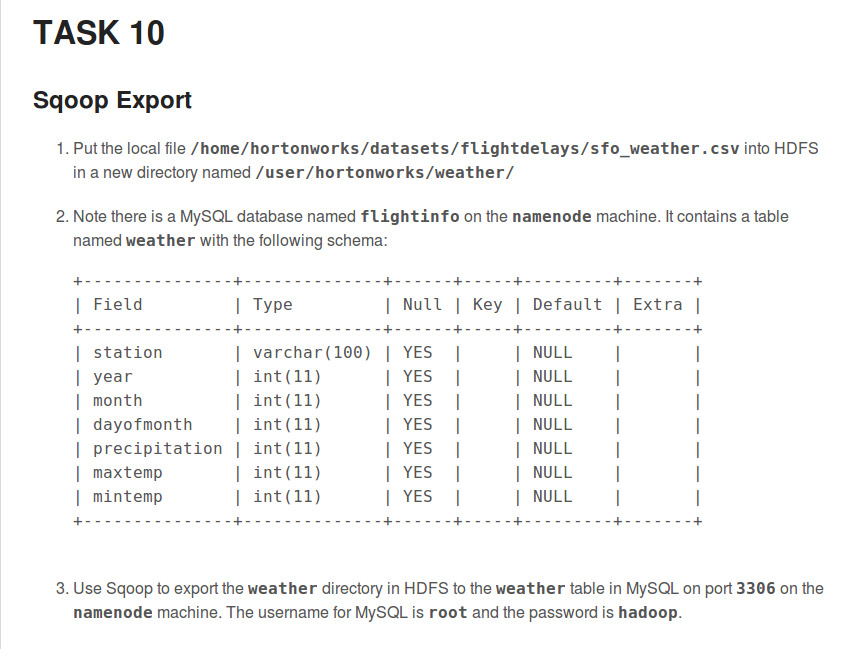 TASK 10
Sqoop Export
1. Put the local file /home/hortonworks/datasets/flightdelays/sfo_weather.csv into HDFS
in a new directory named /user/hortonworks/weather/
2. Note there is a MySQL database named flightinfo on the namenode machine. It contains a table
named weather with the following schema:
+---------------+--------------+------+-----+---------+-------+
| Field         | Type         | Null | Key | Default | Extra |
+---------------+--------------+------+-----+---------+-------+
| station       | varchar(100) | YES  |     | NULL    |       |
| year          | int(11)      | YES  |     | NULL    |       |
| month         | int(11)      | YES  |     | NULL    |       |
| dayofmonth    | int(11)      | YES  |     | NULL    |       |
| precipitation | int(11)      | YES  |     | NULL    |       |
| maxtemp       | int(11)      | YES  |     | NULL    |       |
| mintemp       | int(11)      | YES  |     | NULL    |       |
+---------------+--------------+------+-----+---------+-------+
3. Use Sqoop to export the weather directory in HDFS to the weather table in MySQL on port 3306 on the
namenode machine. The username for MySQL is root and the password is hadoop.